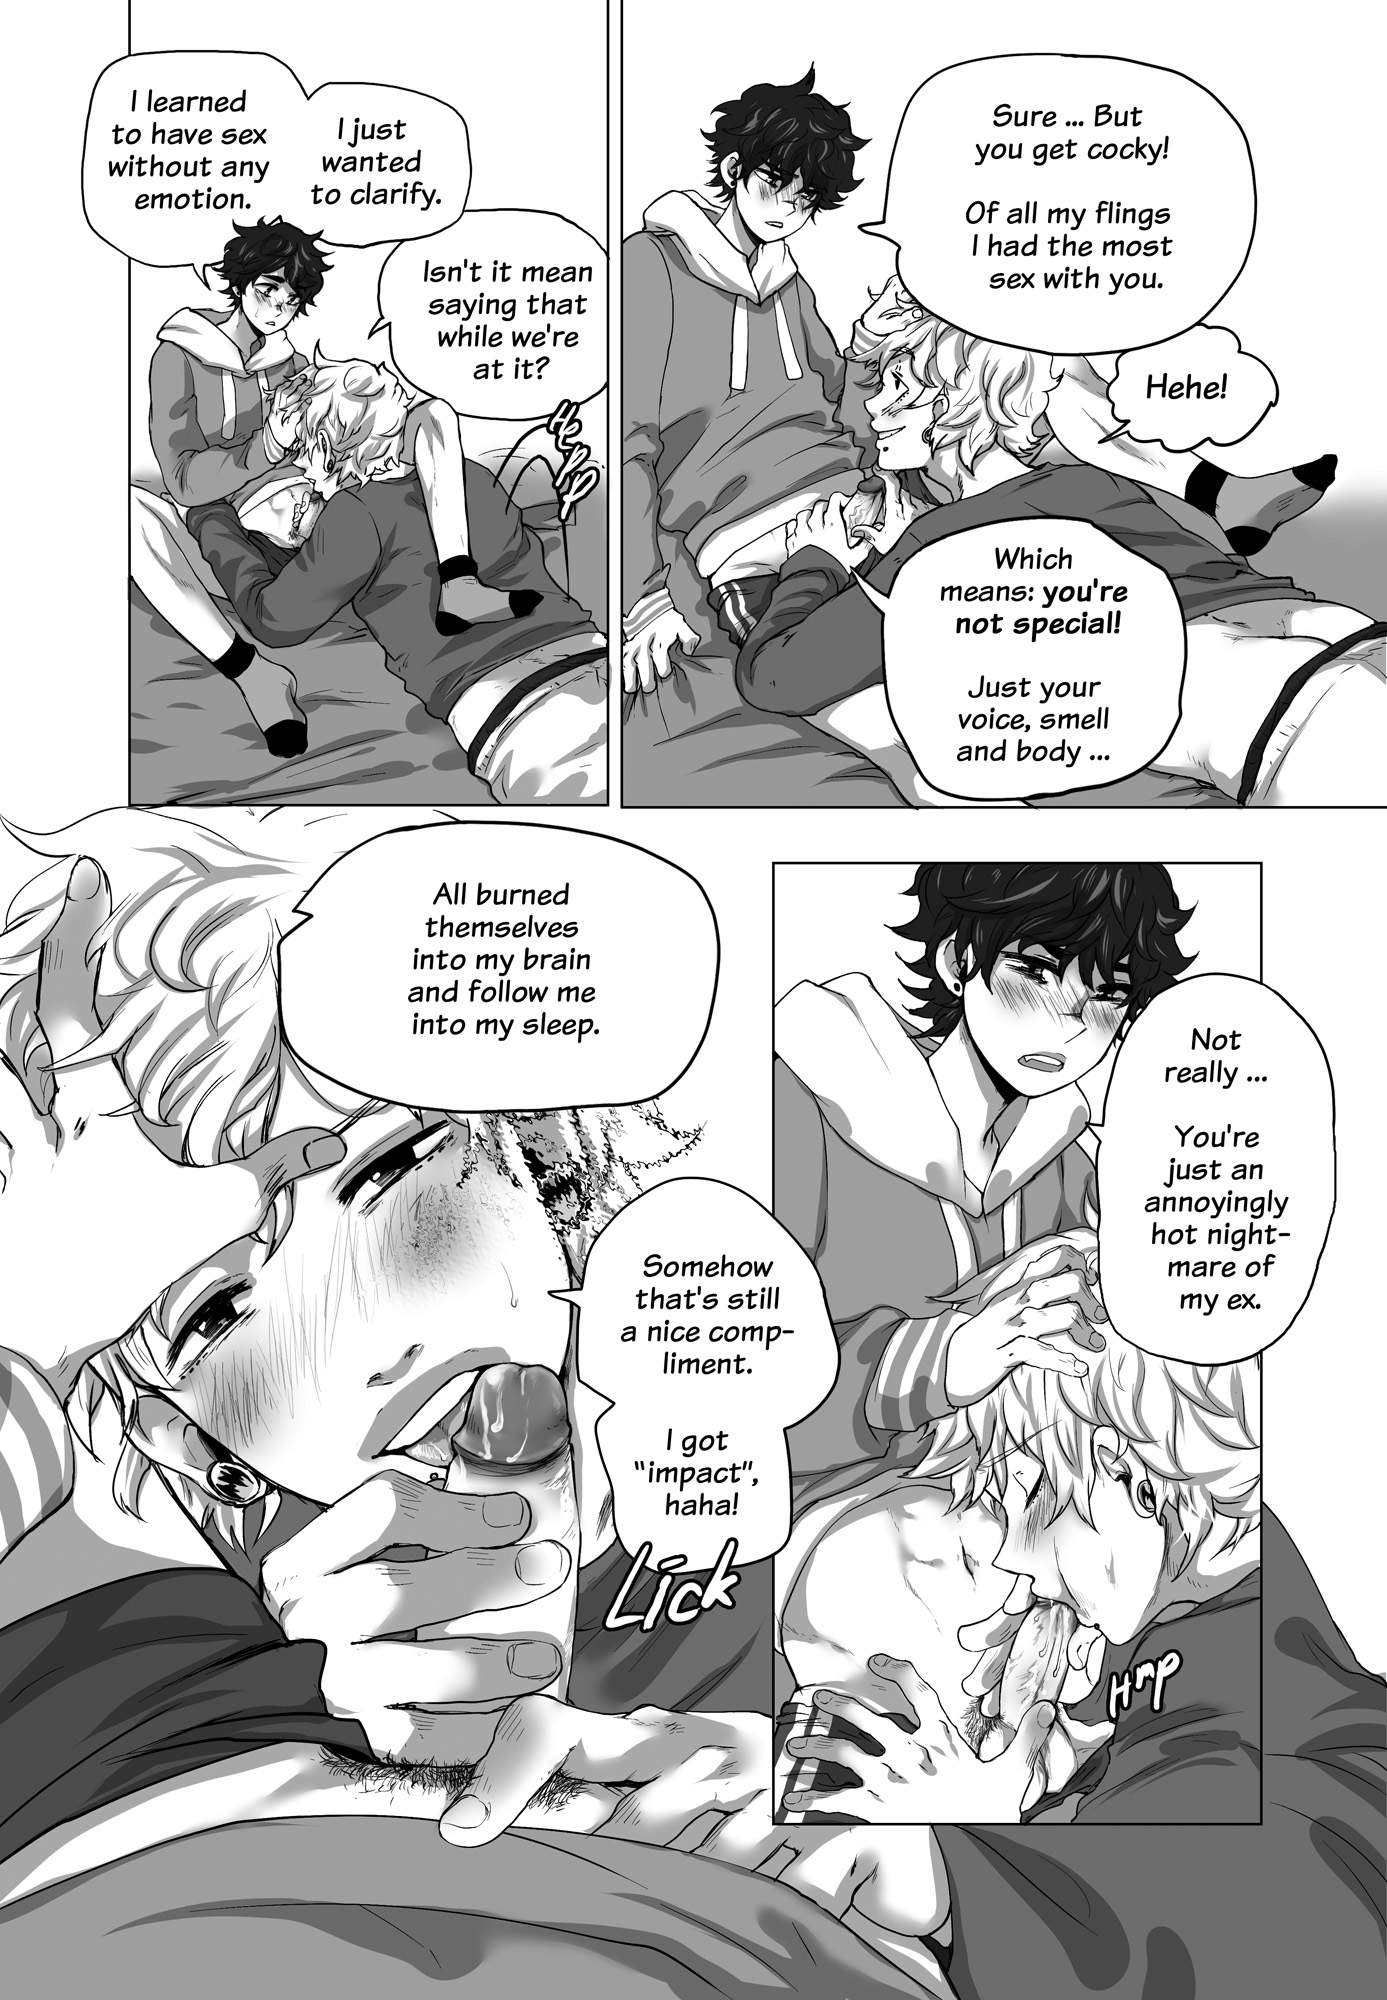 I learned
to have sex
without any
emotion.
I just
wanted
to clarify.
Isn't it mean
saying that
while we're
at it?
Sure ... But
you get cocky!
Of all my flings
I had the most
sex with you.
Hehe!
Which
means: you're
not special!
Just your
voice, smell
and body ...
All burned
themselves
into my brain
and follow me
into my sleep.
Somehow
that's still
a nice comp-
liment.
I got
“impact”,
haha!
Lick
Not
really ...
You're
just an
annoyingly
hot night-
mare of
my ex.
Hmp